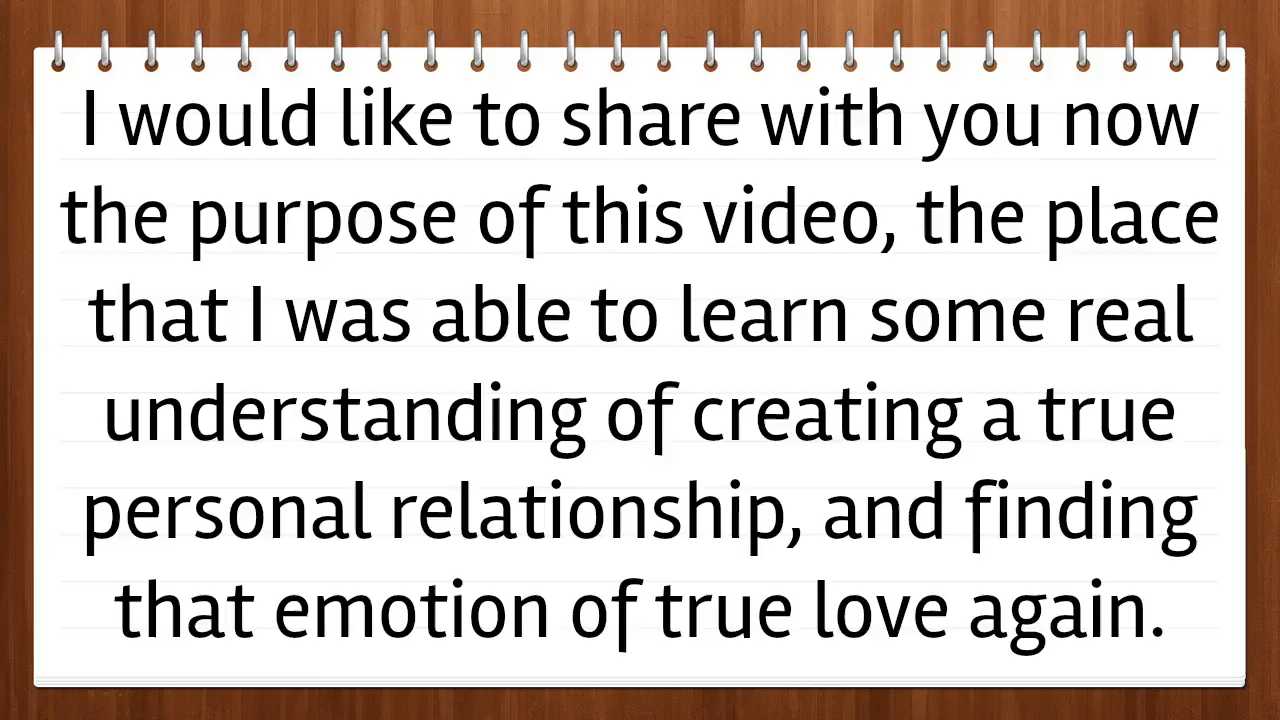 I would like to share with you now
the purpose of this video, the place
that I was able to learn some real
understanding of creating a true
personal relationship, and finding
that emotion of true love again.